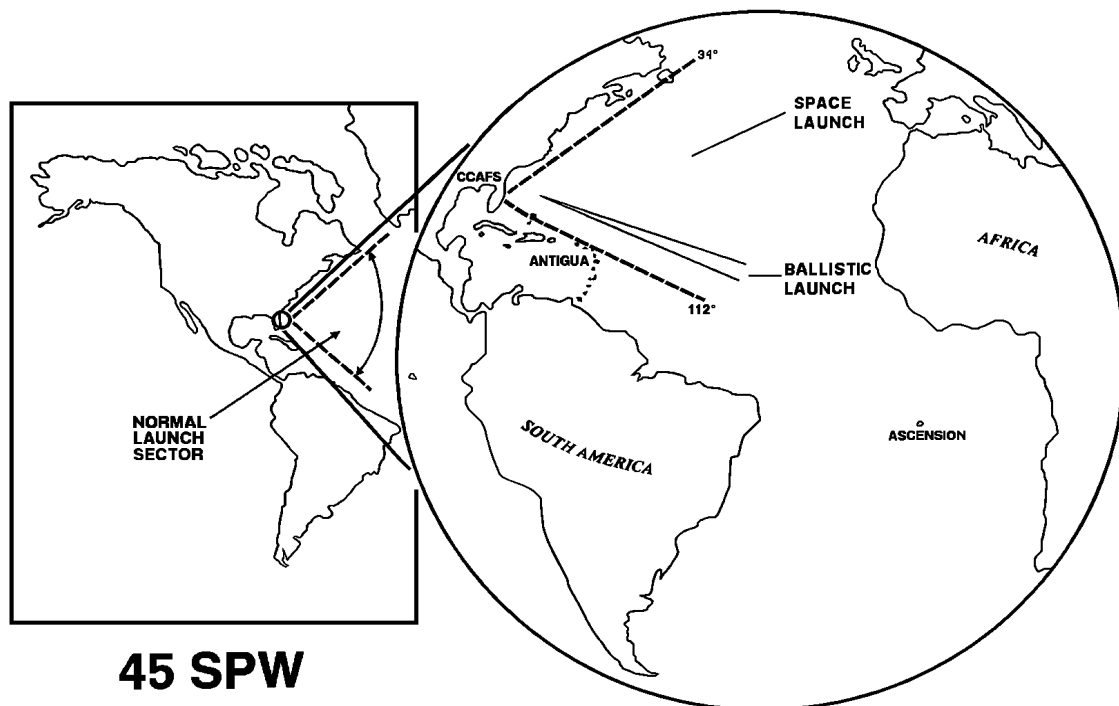 34°
SPACE
LAUNCH
CCAFS
AFRICA
ANTIGUA
BALLISTIC
LAUNCH
112°
NORMAL
LAUNCH
SECTOR
SOUTH AMERICA
ASCENSION
45 SPW